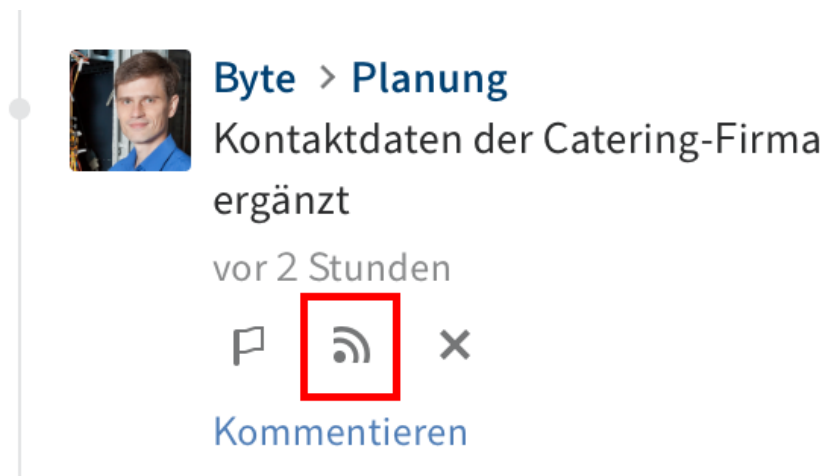 Byte > Planung
Kontaktdaten der Catering-Firma
ergänzt
vor 2 Stunden
Kommentieren